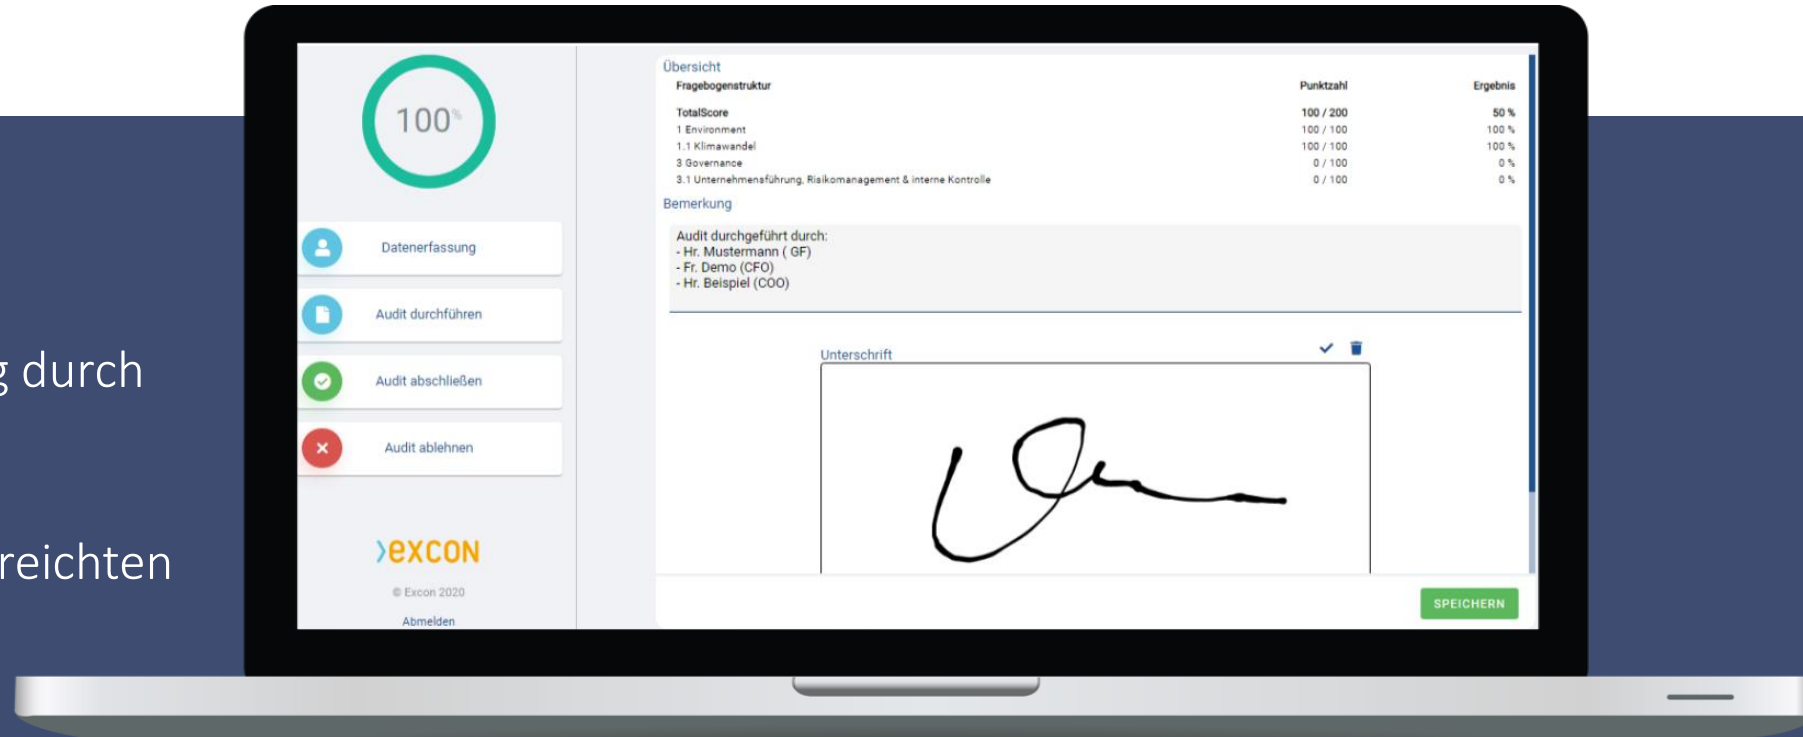 g durch
reichten
100%
Datenerfassung
Audit durchführen
Audit abschließen
Audit ablehnen
excon
© Excon 2020
Abmelden
Übersicht
Fragebogenstruktur Punktzahl Ergebnis
TotalScore 100 / 200 50 %
1 Environment 100 / 100 100 %
1.1 Klimawandel 100 / 100 100 %
3 Governance 0 / 100 0 %
3.1 Unternehmensführung, Risikomanagement & interne Kontrolle 0 / 100 0 %
Bemerkung
Audit durchgeführt durch:
- Hr. Mustermann ( GF)
- Fr. Demo (CFO)
- Hr. Beispiel (COO)
Unterschrift
SPEICHERN